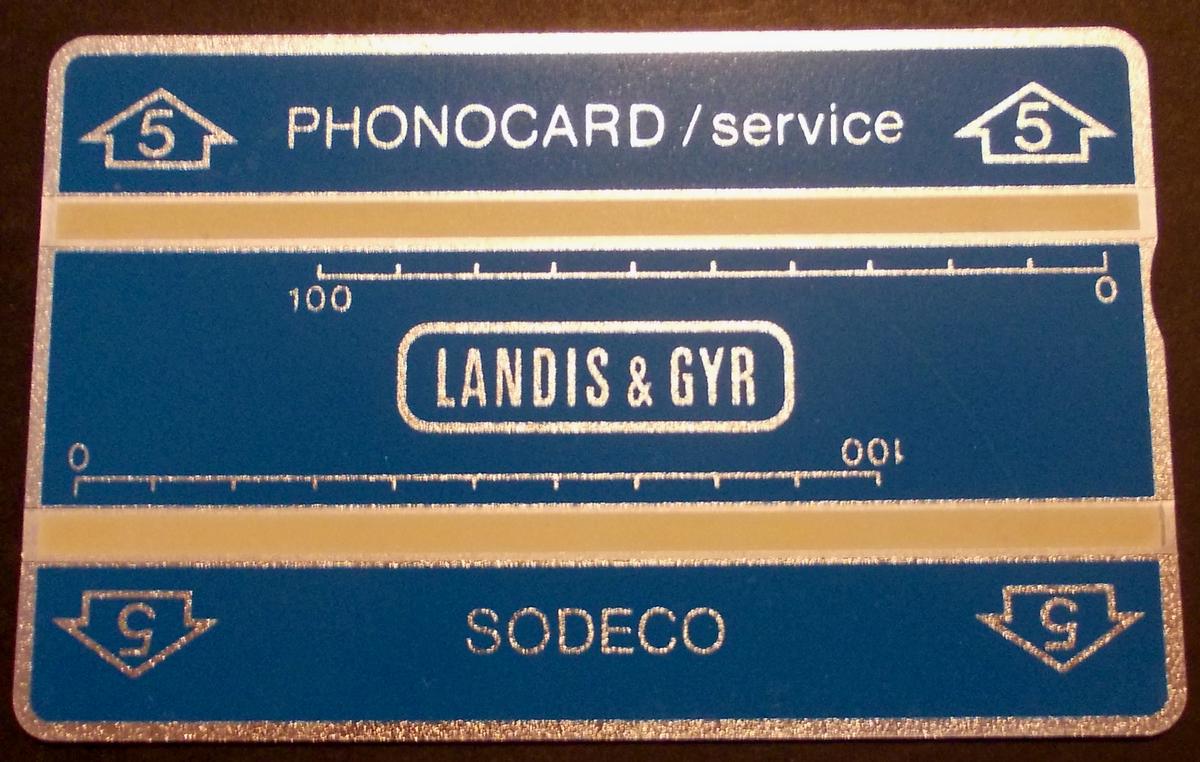 5 PHONOCARD / service 5
100 0
LANDIS & GYR
0 100
5 SODECO 5